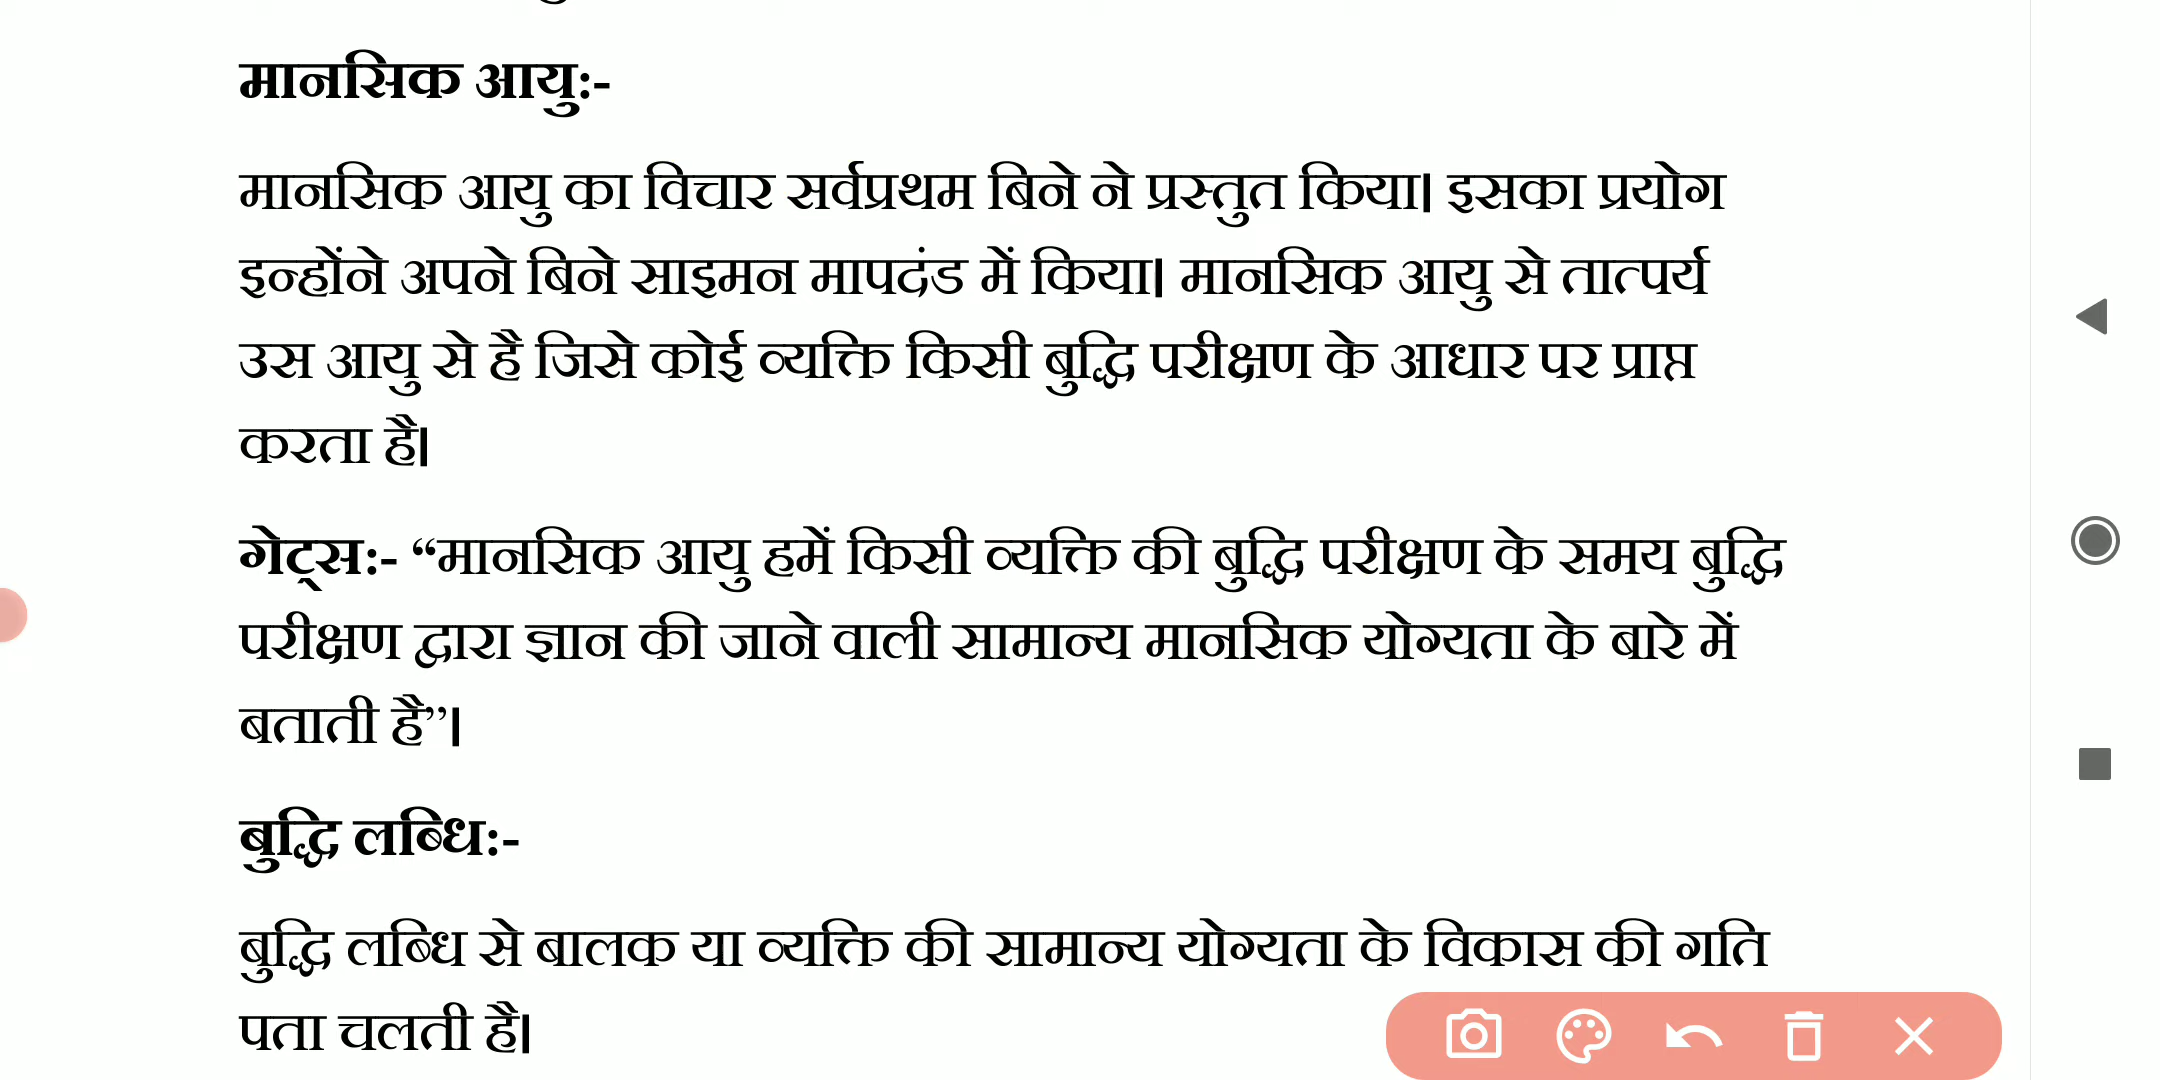 मानसिक आयु:-
मानसिक आयु का विचार सर्वप्रथम बिने ने प्रस्तुत किया। इसका प्रयोग
इन्होंने अपने बिने साइमन मापदंड में किया। मानसिक आयु से तात्पर्य
उस आयु से है जिसे कोई व्यक्ति किसी बुद्धि परीक्षण के आधार पर प्राप्त
करता है।
गेट्स:- “मानसिक आयु हमें किसी व्यक्ति की बुद्धि परीक्षण के समय बुद्धि
परीक्षण द्वारा ज्ञान की जाने वाली सामान्य मानसिक योग्यता के बारे में
बताती है”।
बुद्धि लब्धि:-
बुद्धि लब्धि से बालक या व्यक्ति की सामान्य योग्यता के विकास की गति
पता चलती है।